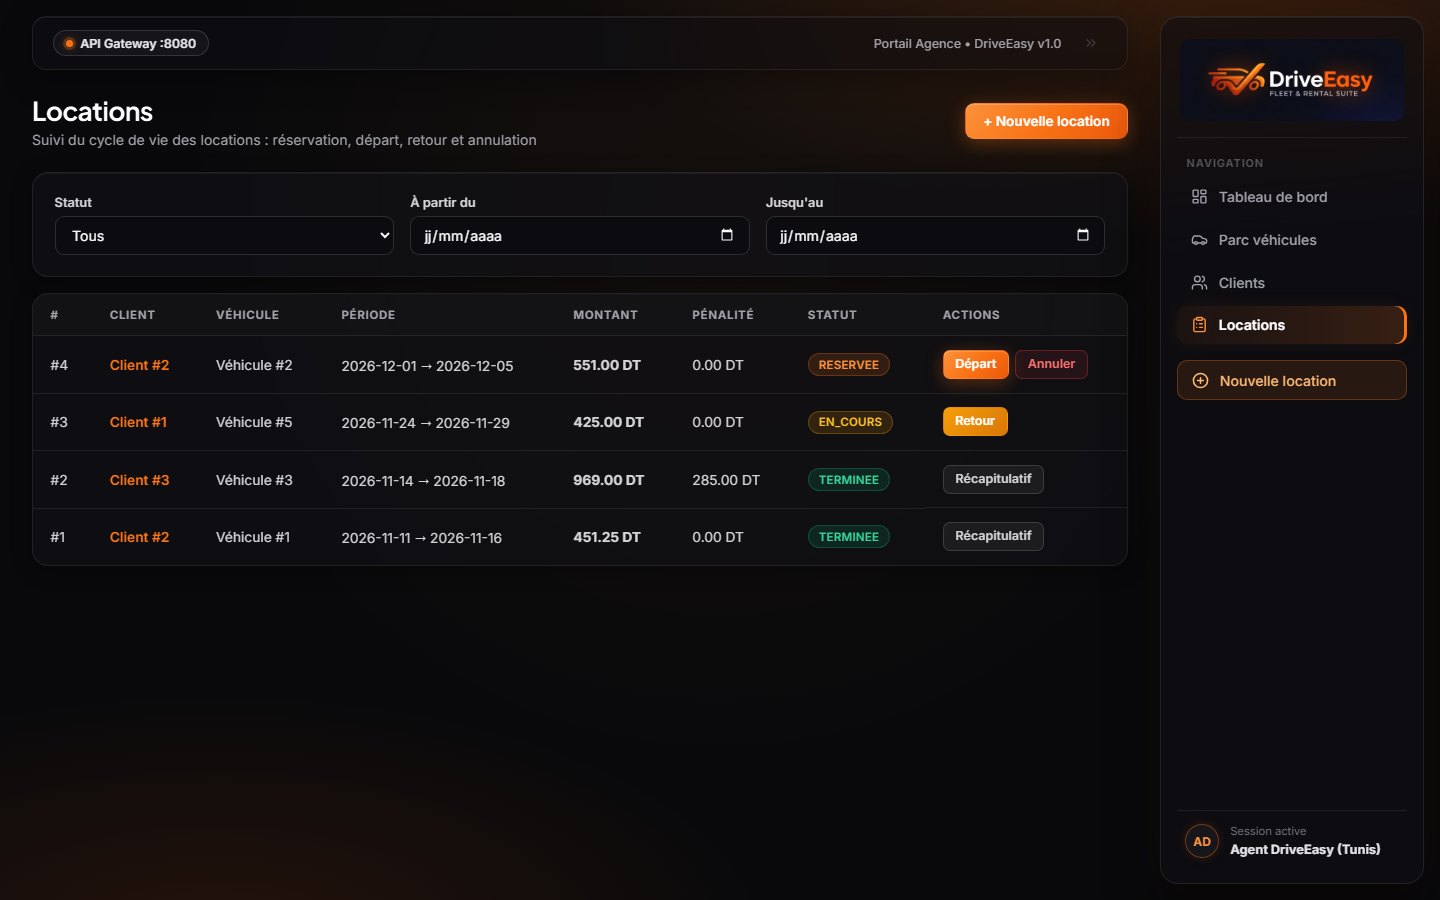 API Gateway :8080
Portail Agence • DriveEasy v1.0 »
Locations
Suivi du cycle de vie des locations : réservation, départ, retour et annulation
+ Nouvelle location
Statut À partir du Jusqu'au
Tous jj/mm/aaaa jj/mm/aaaa
# CLIENT VÉHICULE PÉRIODE MONTANT PÉNALITÉ STATUT ACTIONS
#4 Client #2 Véhicule #2 2026-12-01 → 2026-12-05 551.00 DT 0.00 DT RESERVEE Départ Annuler
#3 Client #1 Véhicule #5 2026-11-24 → 2026-11-29 425.00 DT 0.00 DT EN_COURS Retour
#2 Client #3 Véhicule #3 2026-11-14 → 2026-11-18 969.00 DT 285.00 DT TERMINEE Récapitulatif
#1 Client #2 Véhicule #1 2026-11-11 → 2026-11-16 451.25 DT 0.00 DT TERMINEE Récapitulatif
DriveEasy
FLEET & RENTAL SUITE
NAVIGATION
Tableau de bord
Parc véhicules
Clients
Locations
Nouvelle location
AD
Session active
Agent DriveEasy (Tunis)